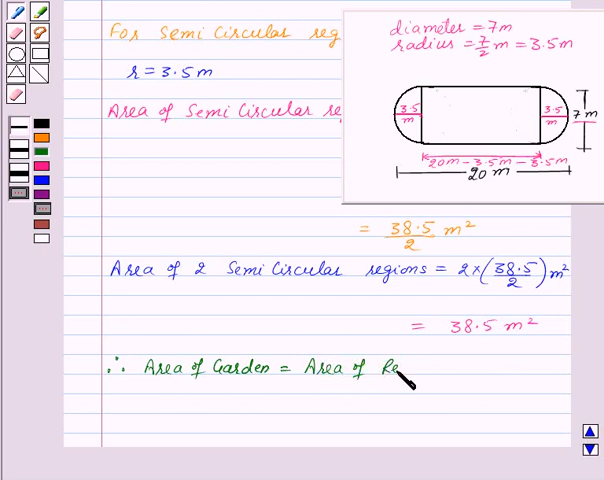 For Semi Circular reg
r = 3.5 m
Area of Semi Circular re
diameter = 7m
radius = 7/2 m = 3.5m
3.5 m
3.5 m
7 m
20m - 3.5m - 3.5m
20 m
= 38.5/2 m²
Area of 2 Semi Circular regions = 2×(38.5/2) m²
= 38.5 m²
∴ Area of Garden = Area of Re